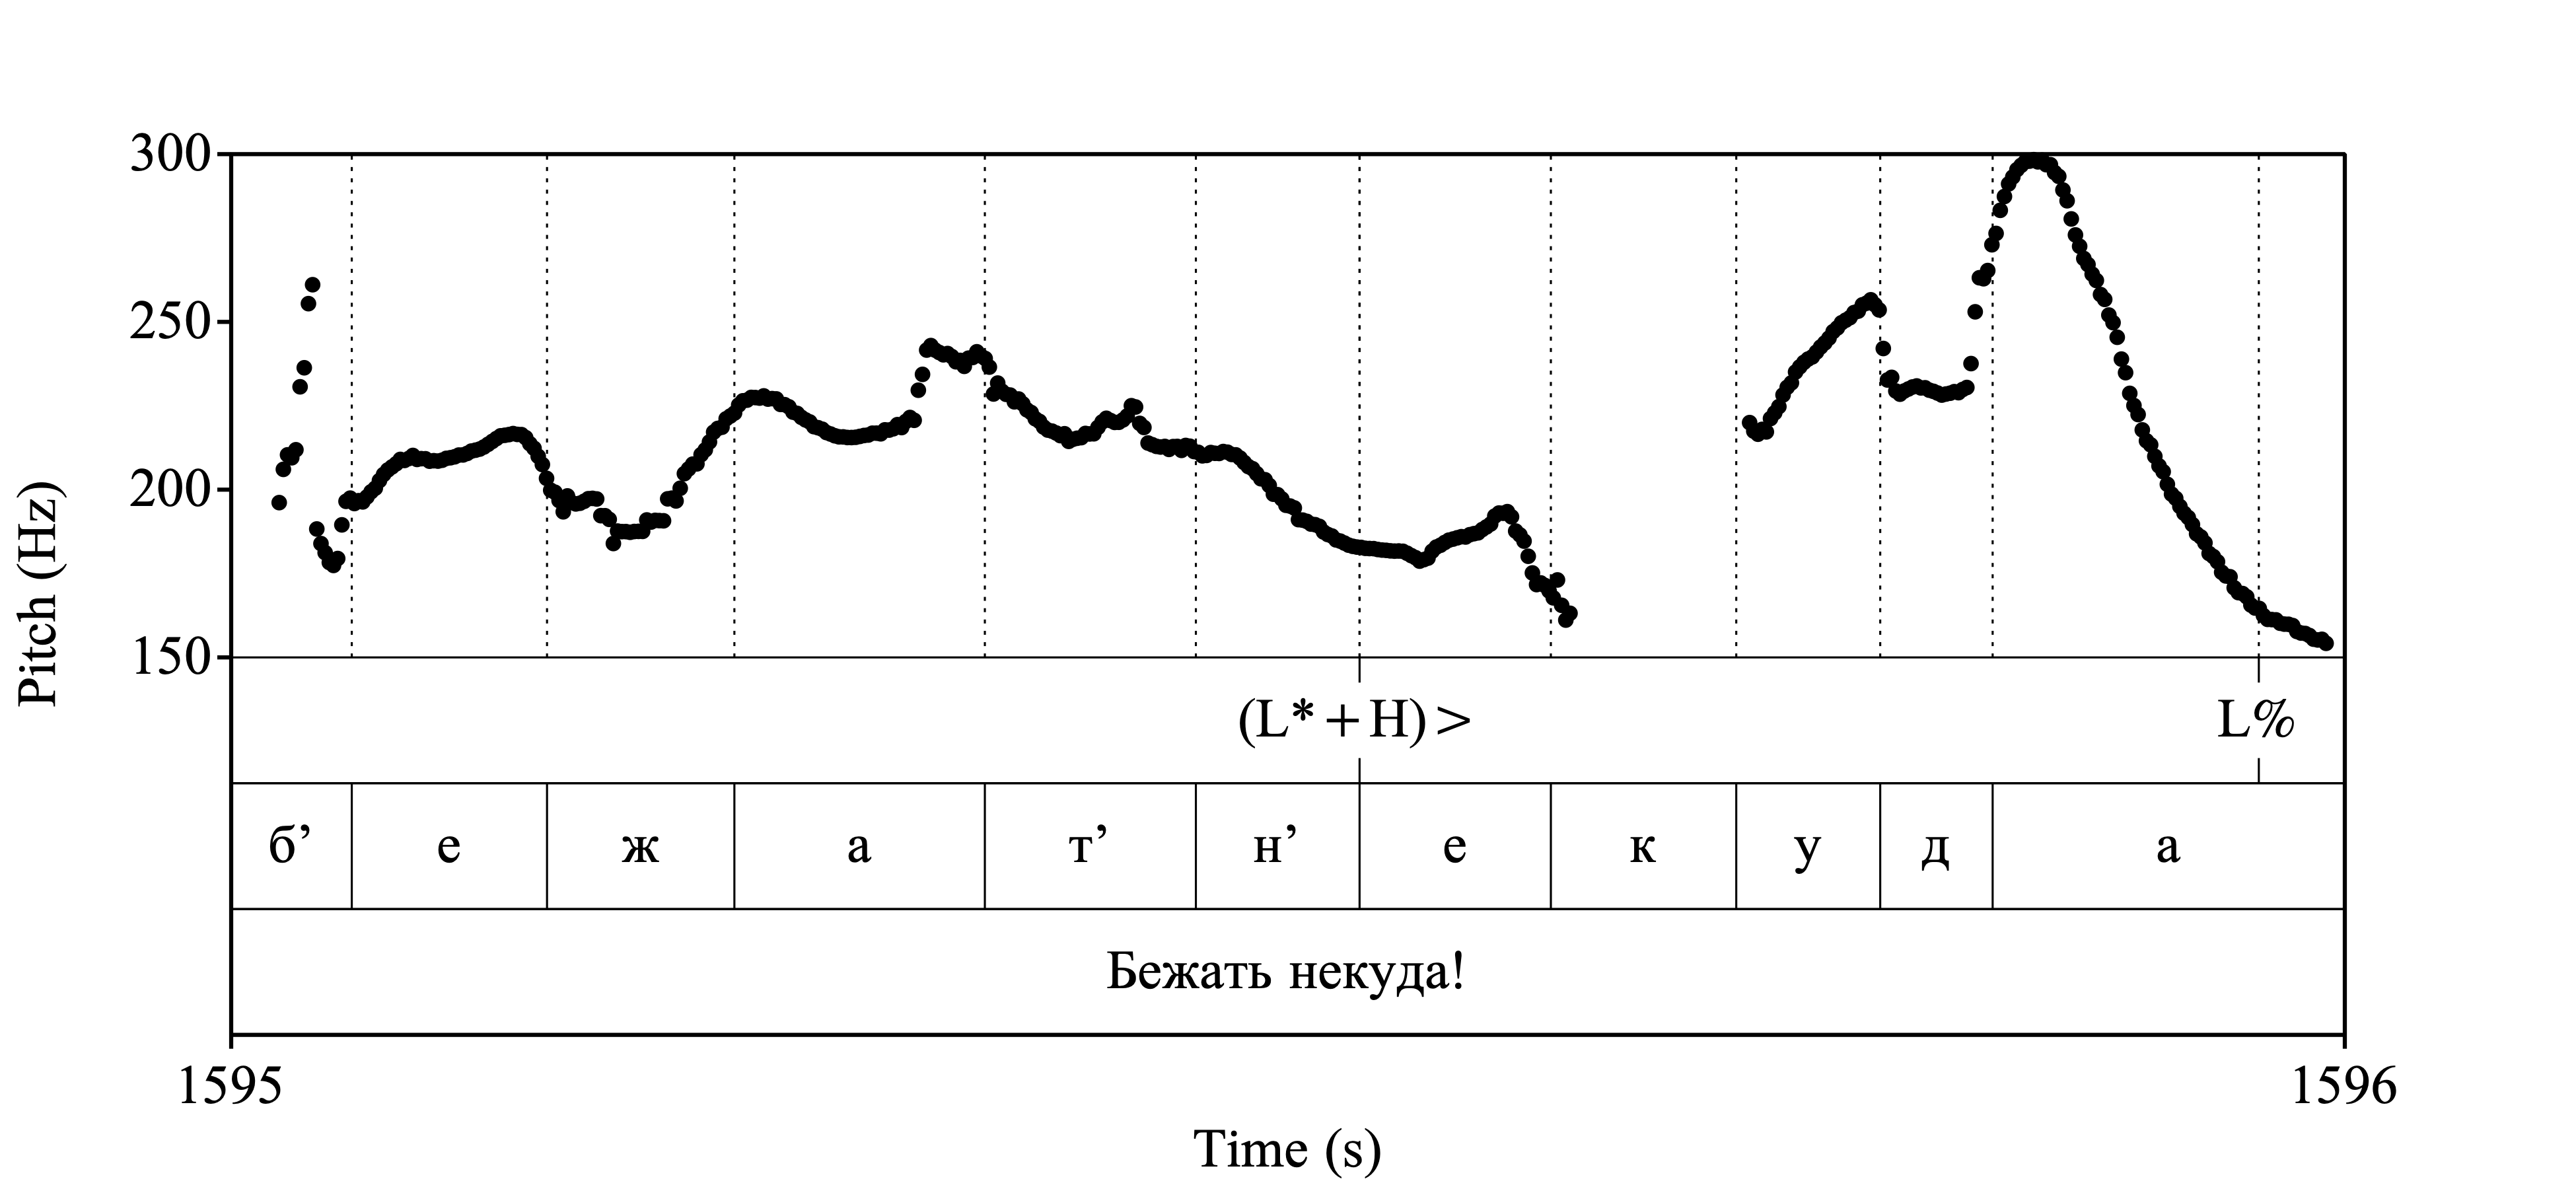 300
250
200
150
Pitch (Hz)
(L*+H)> L%
б’ е ж а т’ н’ е к у д а
Бежать некуда!
1595 1596
Time (s)